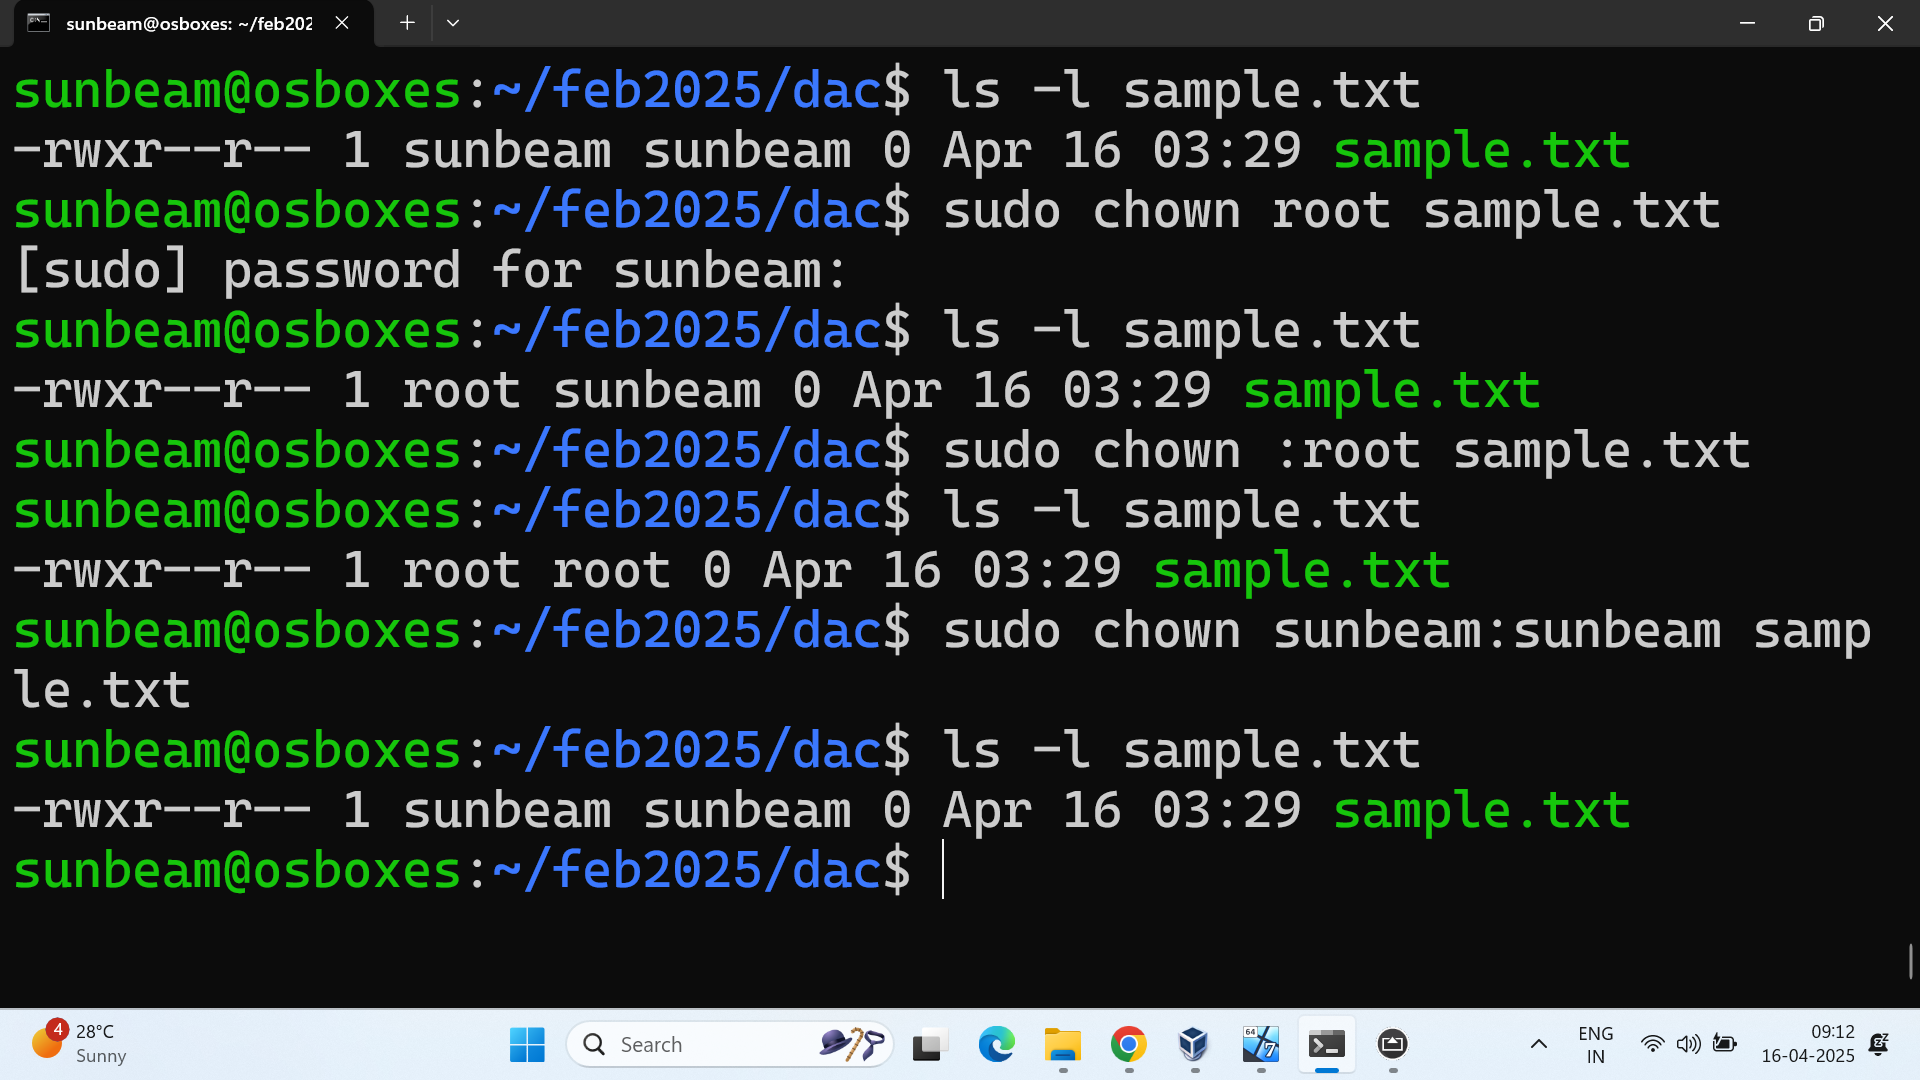 sunbeam@osboxes: ~/feb202
sunbeam@osboxes:~/feb2025/dac$ ls -l sample.txt
-rwxr--r-- 1 sunbeam sunbeam 0 Apr 16 03:29 sample.txt
sunbeam@osboxes:~/feb2025/dac$ sudo chown root sample.txt
[sudo] password for sunbeam:
sunbeam@osboxes:~/feb2025/dac$ ls -l sample.txt
-rwxr--r-- 1 root sunbeam 0 Apr 16 03:29 sample.txt
sunbeam@osboxes:~/feb2025/dac$ sudo chown :root sample.txt
sunbeam@osboxes:~/feb2025/dac$ ls -l sample.txt
-rwxr--r-- 1 root root 0 Apr 16 03:29 sample.txt
sunbeam@osboxes:~/feb2025/dac$ sudo chown sunbeam:sunbeam samp
le.txt
sunbeam@osboxes:~/feb2025/dac$ ls -l sample.txt
-rwxr--r-- 1 sunbeam sunbeam 0 Apr 16 03:29 sample.txt
sunbeam@osboxes:~/feb2025/dac$
4
28°C
Sunny
Search
64
7
ENG
IN
09:12
16-04-2025